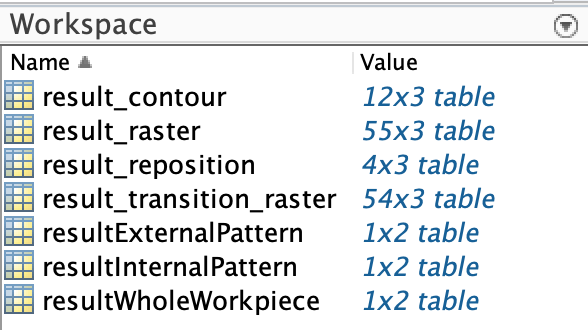 Workspace
Name Value
result_contour 12x3 table
result_raster 55x3 table
result_reposition 4x3 table
result_transition_raster 54x3 table
resultExternalPattern 1x2 table
resultInternalPattern 1x2 table
resultWholeWorkpiece 1x2 table